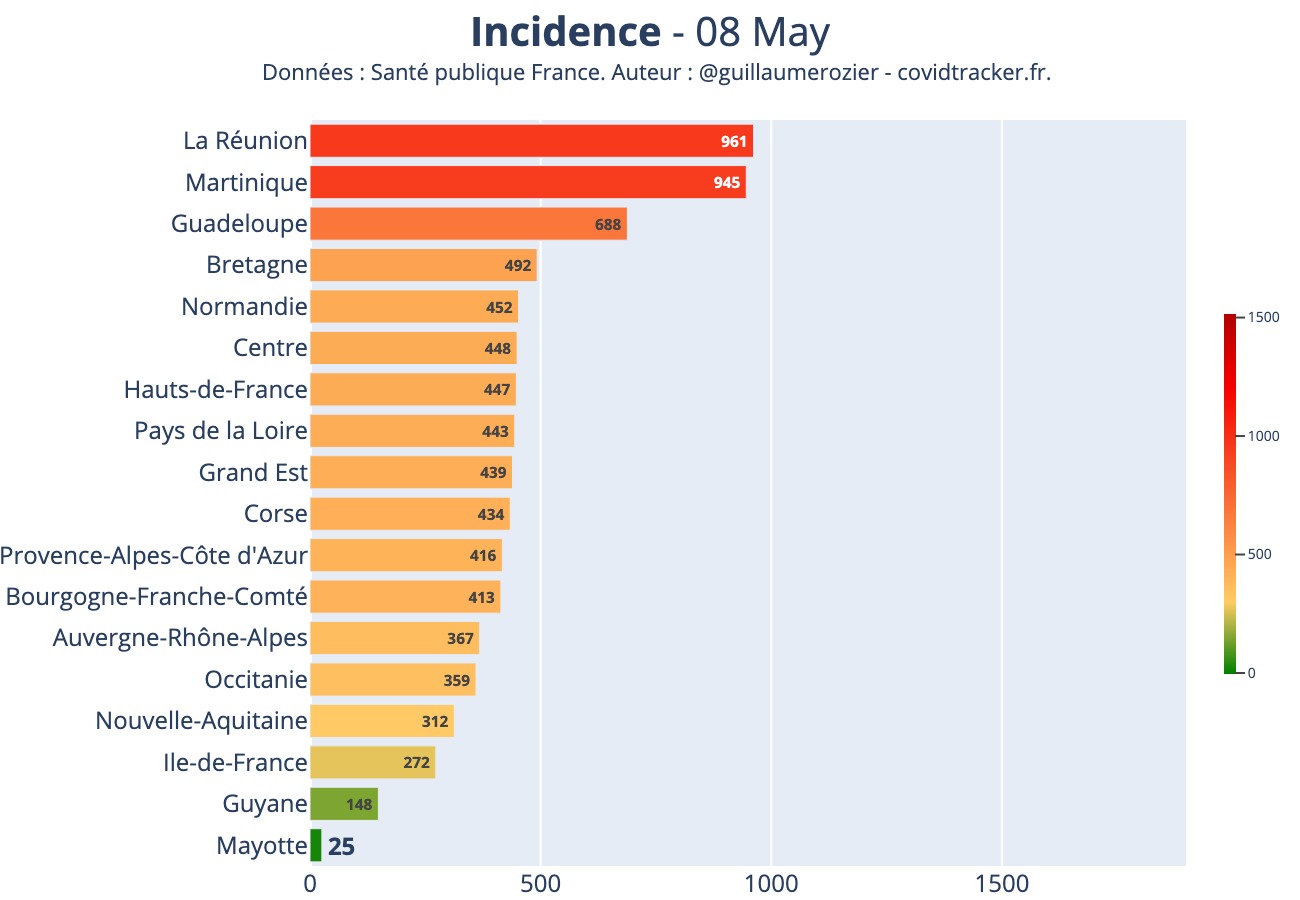 Incidence - 08 May
Données : Santé publique France. Auteur : @guillaumerozier - covidtracker.fr.
La Réunion 961
Martinique 945
Guadeloupe 688
Bretagne 492
Normandie 452
Centre 448
Hauts-de-France 447
Pays de la Loire 443
Grand Est 439
Corse 434
Provence-Alpes-Côte d'Azur 416
Bourgogne-Franche-Comté 413
Auvergne-Rhône-Alpes 367
Occitanie 359
Nouvelle-Aquitaine 312
Ile-de-France 272
Guyane 148
Mayotte 25
0 500 1000 1500
1500
1000
500
0